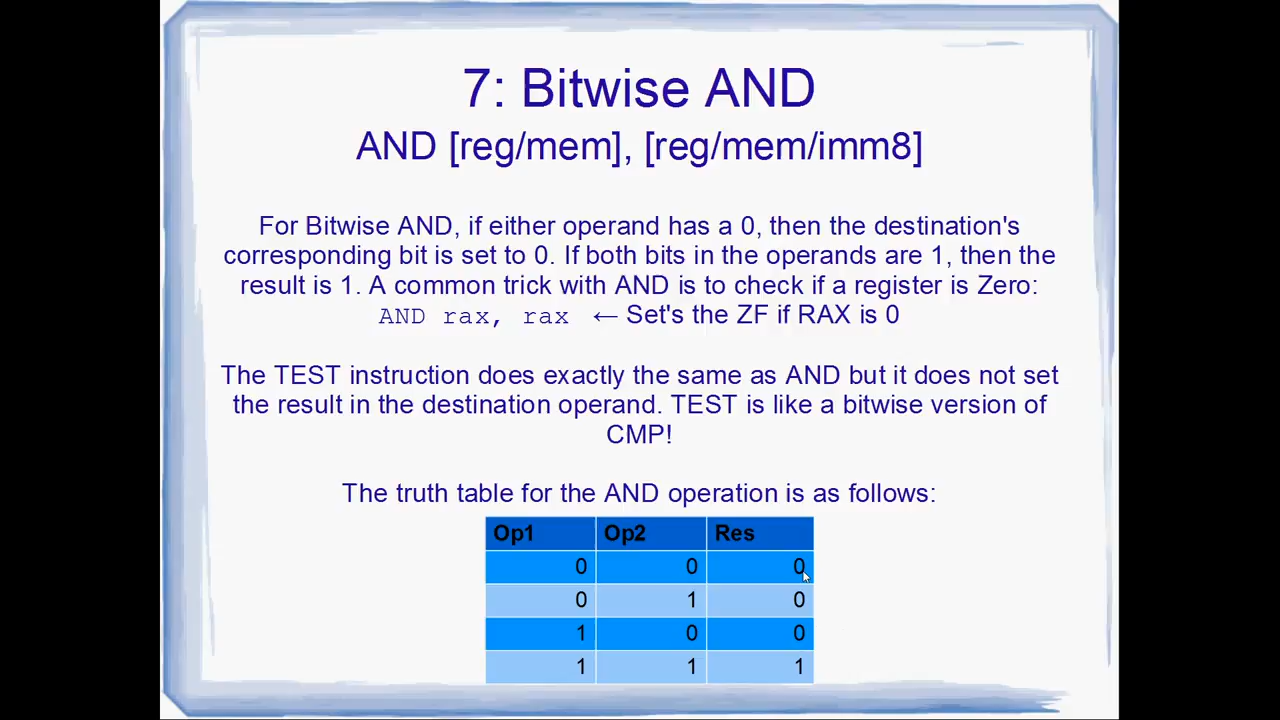 7: Bitwise AND
AND [reg/mem], [reg/mem/imm8]
For Bitwise AND, if either operand has a 0, then the destination's
corresponding bit is set to 0. If both bits in the operands are 1, then the
result is 1. A common trick with AND is to check if a register is Zero:
AND rax, rax ← Set's the ZF if RAX is 0
The TEST instruction does exactly the same as AND but it does not set
the result in the destination operand. TEST is like a bitwise version of
CMP!
The truth table for the AND operation is as follows:
Op1 Op2 Res
0 0 0
0 1 0
1 0 0
1 1 1